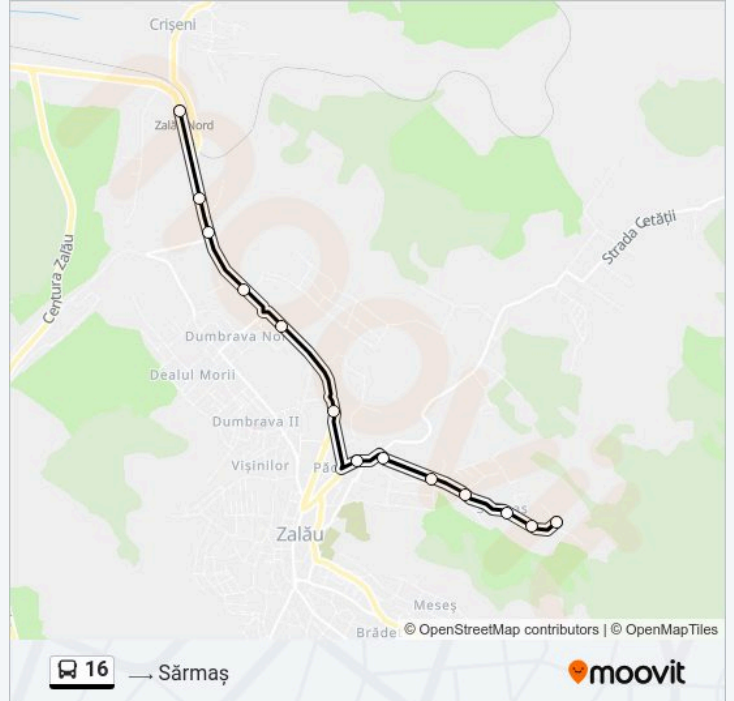 Crișeni
Nord
Strada Cetății
Centura Zalău
Dumbrava
Dealul Morii
Dumbrava II
Vișinilor
Zalău
Meseș
© OpenStreetMap contributors | © OpenMapTiles
16
Sărmaș
moovit